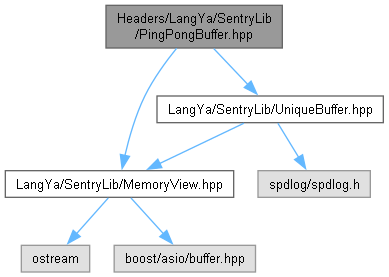 Headers/LangYa/SentryLib
/PingPongBuffer.hpp
LangYa/SentryLib/UniqueBuffer.hpp
LangYa/SentryLib/MemoryView.hpp
spdlog/spdlog.h
ostream
boost/asio/buffer.hpp